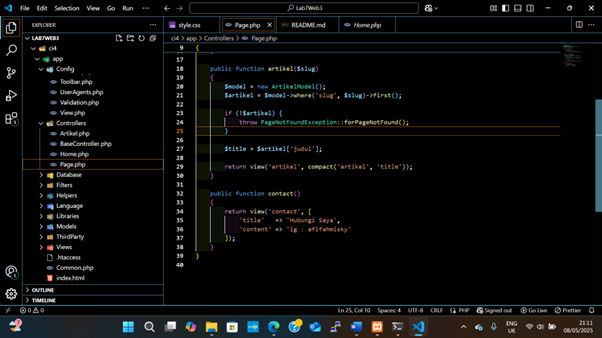 File Edit Selection View Go Run ...
Lab7Web3
EXPLORER ...
style.css Page.php README.md Home.php
LAB7WEB3
ci4 > app > Controllers > Page.php
ci4
app
Config
Toolbar.php
UserAgents.php
Validation.php
View.php
Controllers
Artikel.php
BaseController.php
Home.php
Page.php
Database
Filters
Helpers
Language
Libraries
Models
ThirdParty
Views
.htaccess
Common.php
index.html
OUTLINE
TIMELINE
9 {
17
18 public function artikel($slug)
19 {
20 $model = new ArtikelModel();
21 $artikel = $model->where('slug', $slug)->first();
22
23 if (!$artikel) {
24 throw PageNotFoundException::forPageNotFound();
25 }
26
27 $title = $artikel['judul'];
28
29 return view('artikel', compact('artikel', 'title'));
30 }
31
32 public function contact()
33 {
34 return view('contact', [
35 'title' => 'Hubungi Saya',
36 'content' => 'ig : afifahmisky'
37 ]);
38 }
39 }
40
0 0 Ln 25, Col 10 Spaces: 4 UTF-8 CRLF PHP Signed out Go Live Prettier
ENG
UK
21:11
08/05/2025